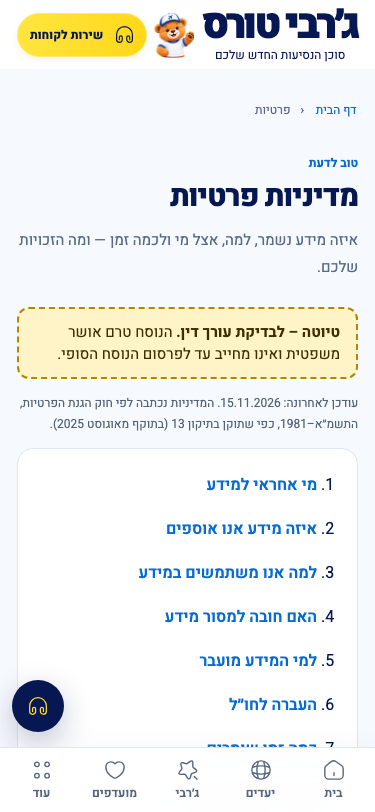 ג׳רבי טורס
סוכן הנסיעות החדש שלכם
שירות לקוחות
דף הבית › פרטיות
טוב לדעת
מדיניות פרטיות
איזה מידע נשמר, למה, אצל מי ולכמה זמן — ומה הזכויות
שלכם.
טיוטה – לבדיקת עורך דין. הנוסח טרם אושר
משפטית ואינו מחייב עד לפרסום הנוסח הסופי.
עודכן לאחרונה: 15.11.2026. המדיניות נכתבה לפי חוק הגנת הפרטיות,
התשמ״א–1981, כפי שתוקן בתיקון 13 (בתוקף מאוגוסט 2025).
1. מי אחראי למידע
2. איזה מידע אנו אוספים
3. למה אנו משתמשים במידע
4. האם חובה למסור מידע
5. למי המידע מועבר
6. העברה לחו״ל
7. כמה זמן שומרים
בית
יעדים
ג׳רבי
מועדפים
עוד